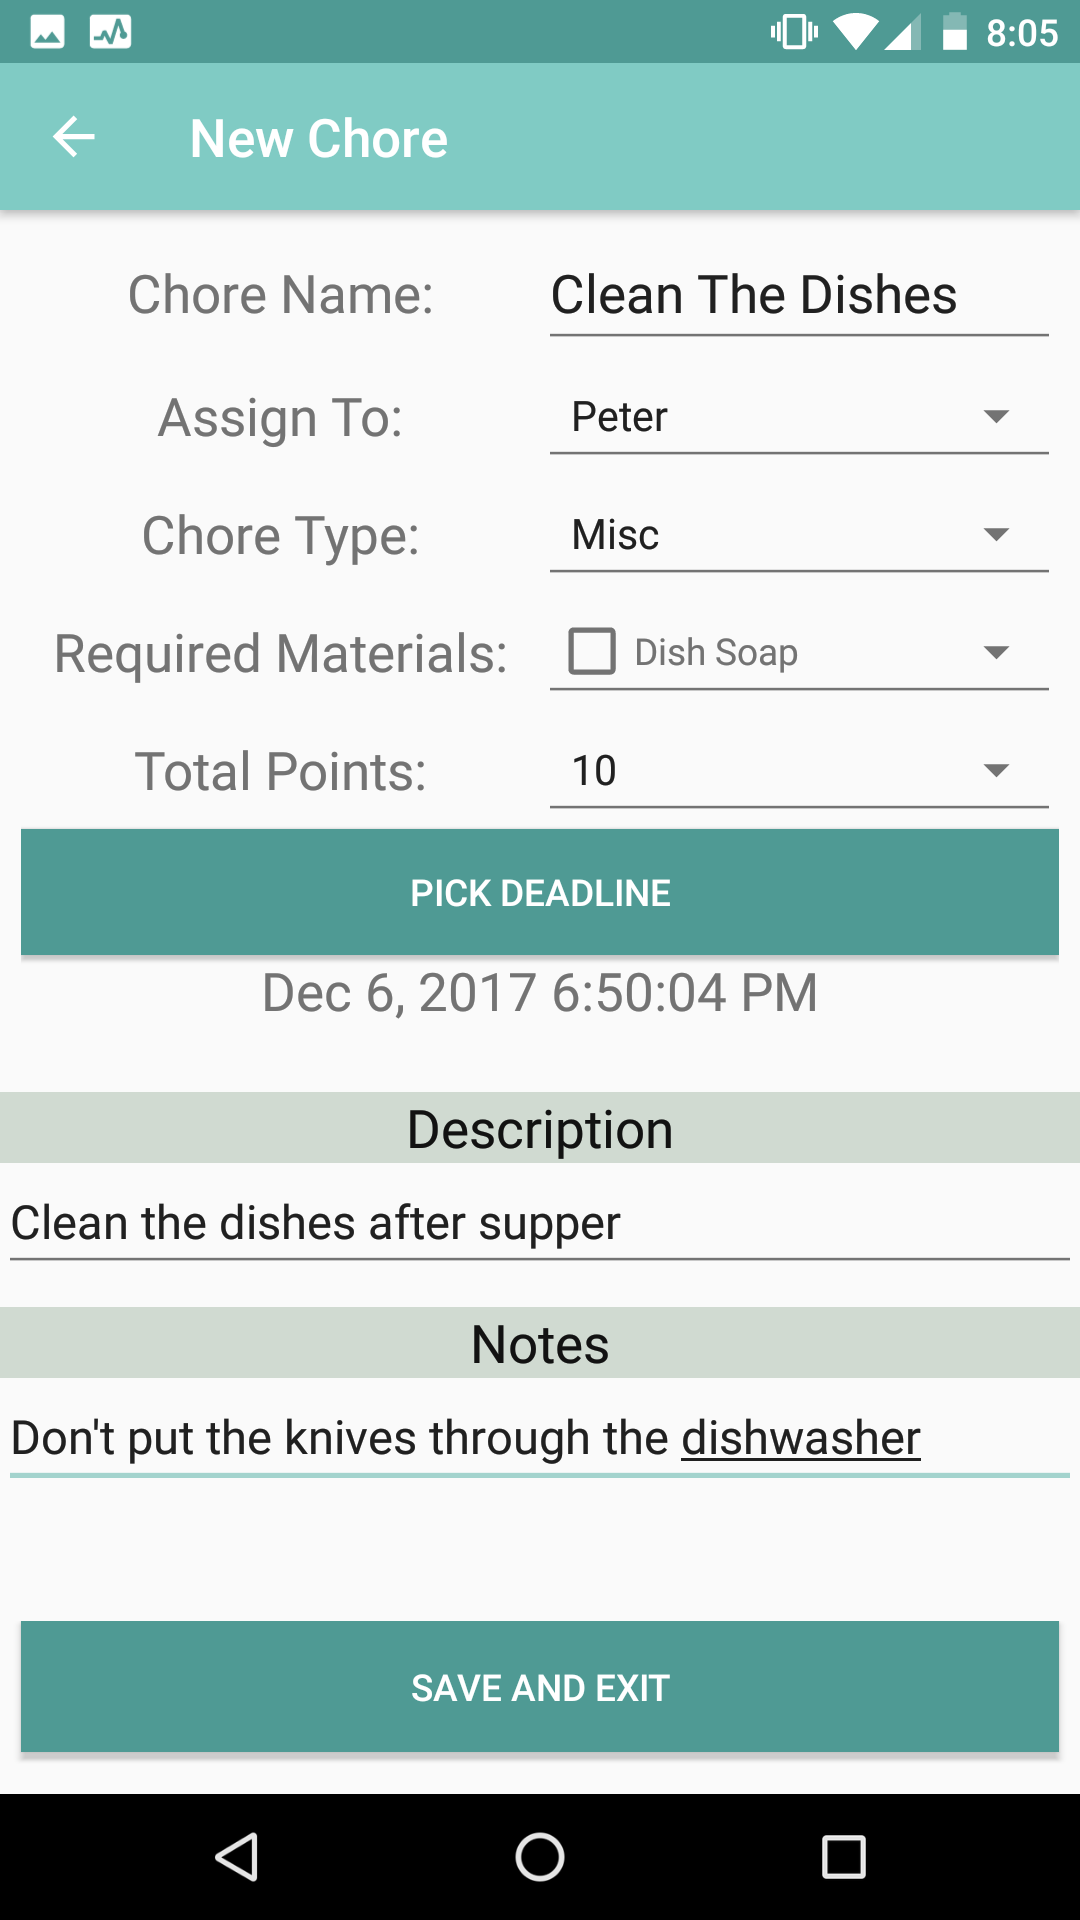 8:05
New Chore
Chore Name: Clean The Dishes
Assign To: Peter
Chore Type: Misc
Required Materials: Dish Soap
Total Points: 10
PICK DEADLINE
Dec 6, 2017 6:50:04 PM
Description
Clean the dishes after supper
Notes
Don't put the knives through the dishwasher
SAVE AND EXIT